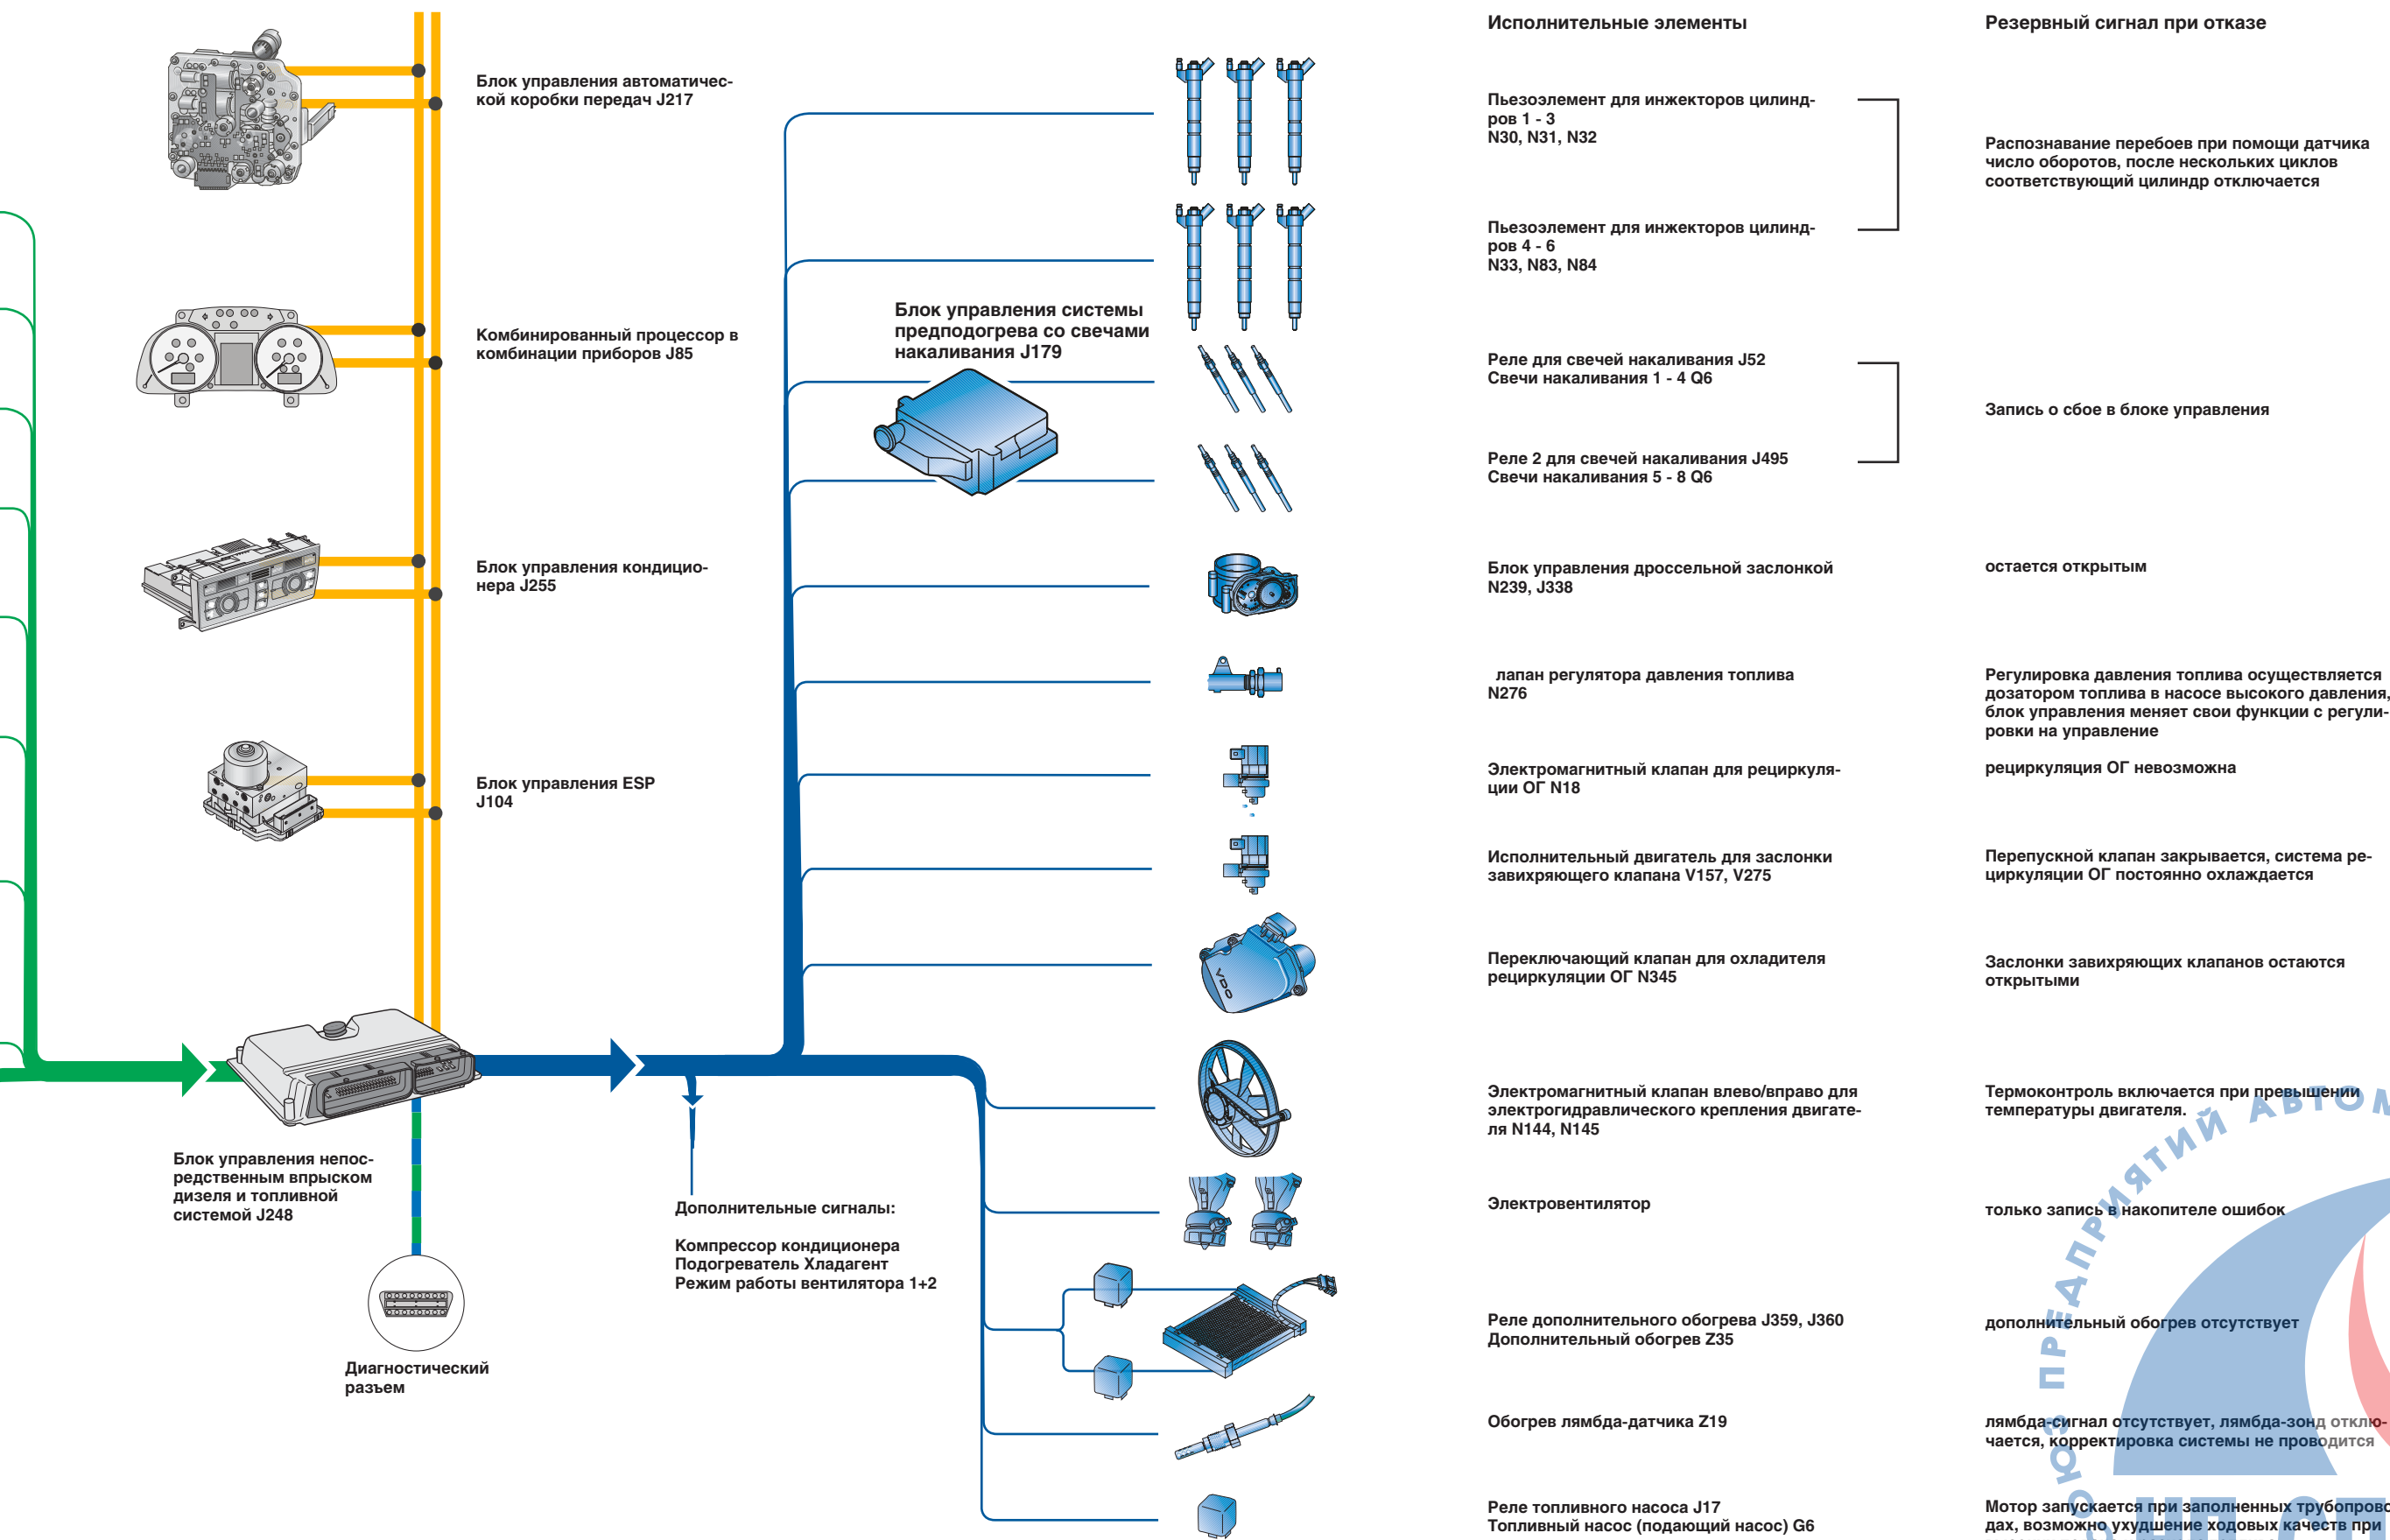 Исполнительные элементы
Резервный сигнал при отказе
Блок управления автоматичес-
кой коробки передач J217
Пьезоэлемент для инжекторов цилинд-
ров 1 - 3
N30, N31, N32
Распознавание перебоев при помощи датчика
число оборотов, после нескольких циклов
соответствующий цилиндр отключается
Пьезоэлемент для инжекторов цилинд-
ров 4 - 6
N33, N83, N84
Комбинированный процессор в
комбинации приборов J85
Блок управления системы
предподогрева со свечами
накаливания J179
Реле для свечей накаливания J52
Свечи накаливания 1 - 4 Q6
Запись о сбое в блоке управления
Реле 2 для свечей накаливания J495
Свечи накаливания 5 - 8 Q6
Блок управления кондицио-
нера J255
Блок управления дроссельной заслонкой
N239, J338
остается открытым
лапан регулятора давления топлива
N276
Регулировка давления топлива осуществляется
дозатором топлива в насосе высокого давления,
блок управления меняет свои функции с регули-
ровки на управление
Блок управления ESP
J104
Электромагнитный клапан для рециркуля-
ции ОГ N18
рециркуляция ОГ невозможна
Исполнительный двигатель для заслонки
завихряющего клапана V157, V275
Перепускной клапан закрывается, система ре-
циркуляции ОГ постоянно охлаждается
VDO
Переключающий клапан для охладителя
рециркуляции ОГ N345
Заслонки завихряющих клапанов остаются
открытыми
Электромагнитный клапан влево/вправо для
электрогидравлического крепления двигате-
ля N144, N145
Термоконтроль включается при превышении
температуры двигателя.
Блок управления непос-
редственным впрыском
дизеля и топливной
системой J248
Дополнительные сигналы:
Компрессор кондиционера
Подогреватель Хладагент
Режим работы вентилятора 1+2
Электровентилятор
только запись в накопителе ошибок
Диагностический
разъем
Реле дополнительного обогрева J359, J360
Дополнительный обогрев Z35
дополнительный обогрев отсутствует
Обогрев лямбда-датчика Z19
лямбда-сигнал отсутствует, лямбда-зонд отклю-
чается, корректировка системы не проводится
Реле топливного насоса J17
Топливный насос (подающий насос) G6
Мотор запускается при заполненных трубопрово
дах, возможно ухудшение ходовых качеств при
ОЮЗ ПРЕДПРИЯТИЙ АВТОМ